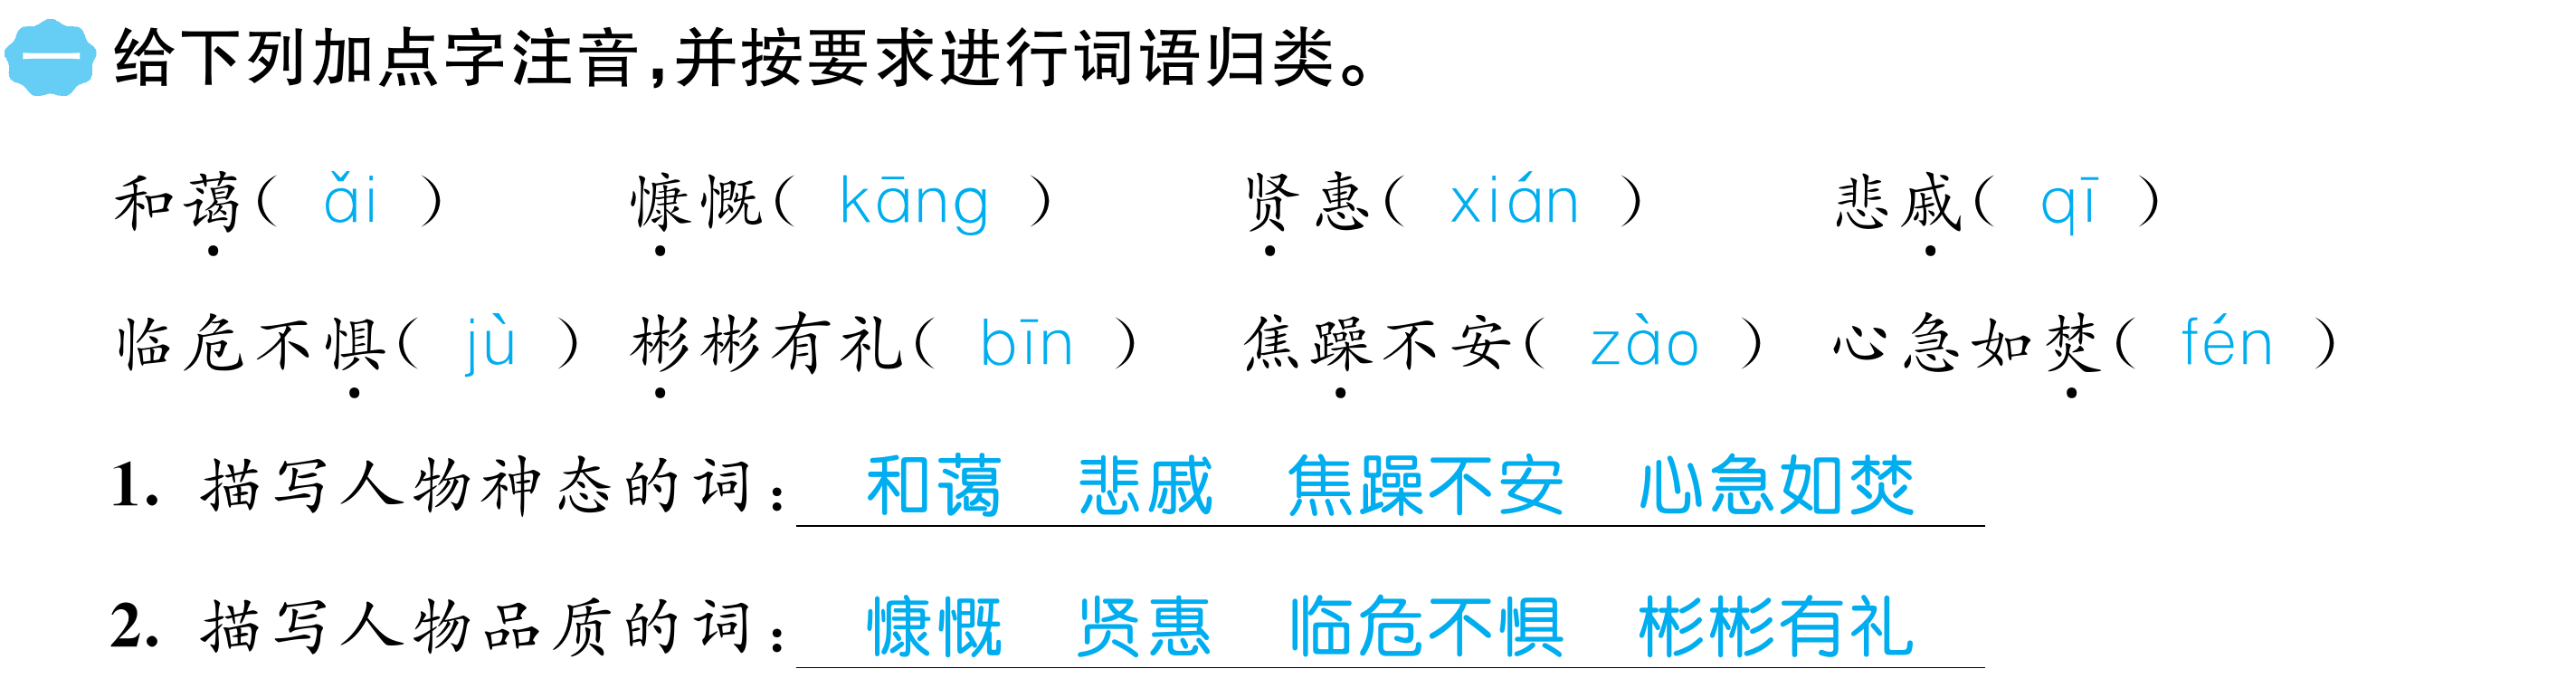 一 给下列加点字注音,并按要求进行词语归类。
和蔼( ǎi ) 慷慨( kāng ) 贤惠( xián ) 悲戚( qī )
临危不惧( jù ) 彬彬有礼( bīn ) 焦躁不安( zào ) 心急如焚( fén )
1. 描写人物神态的词: 和蔼 悲戚 焦躁不安 心急如焚
2. 描写人物品质的词: 慷慨 贤惠 临危不惧 彬彬有礼